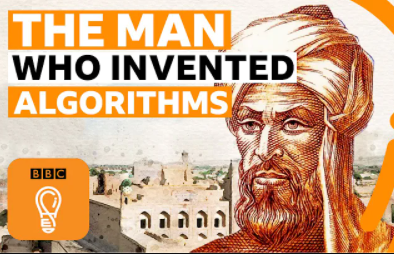 THE MAN
WHO INVENTED
ALGORITHMS
BBC